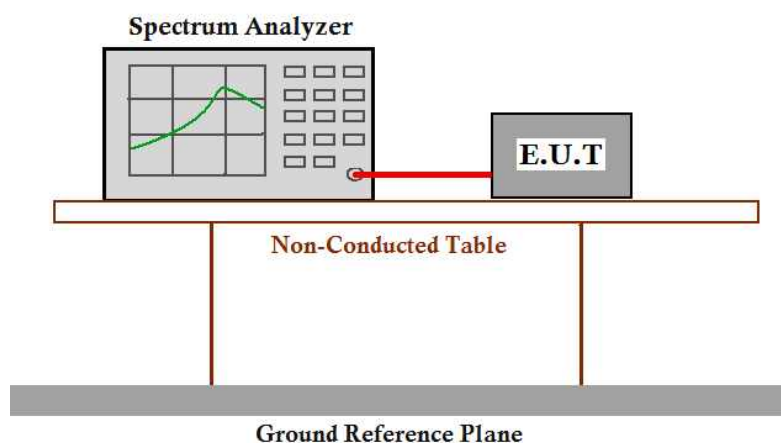 Spectrum Analyzer
E.U.T
Non-Conducted Table
Ground Reference Plane